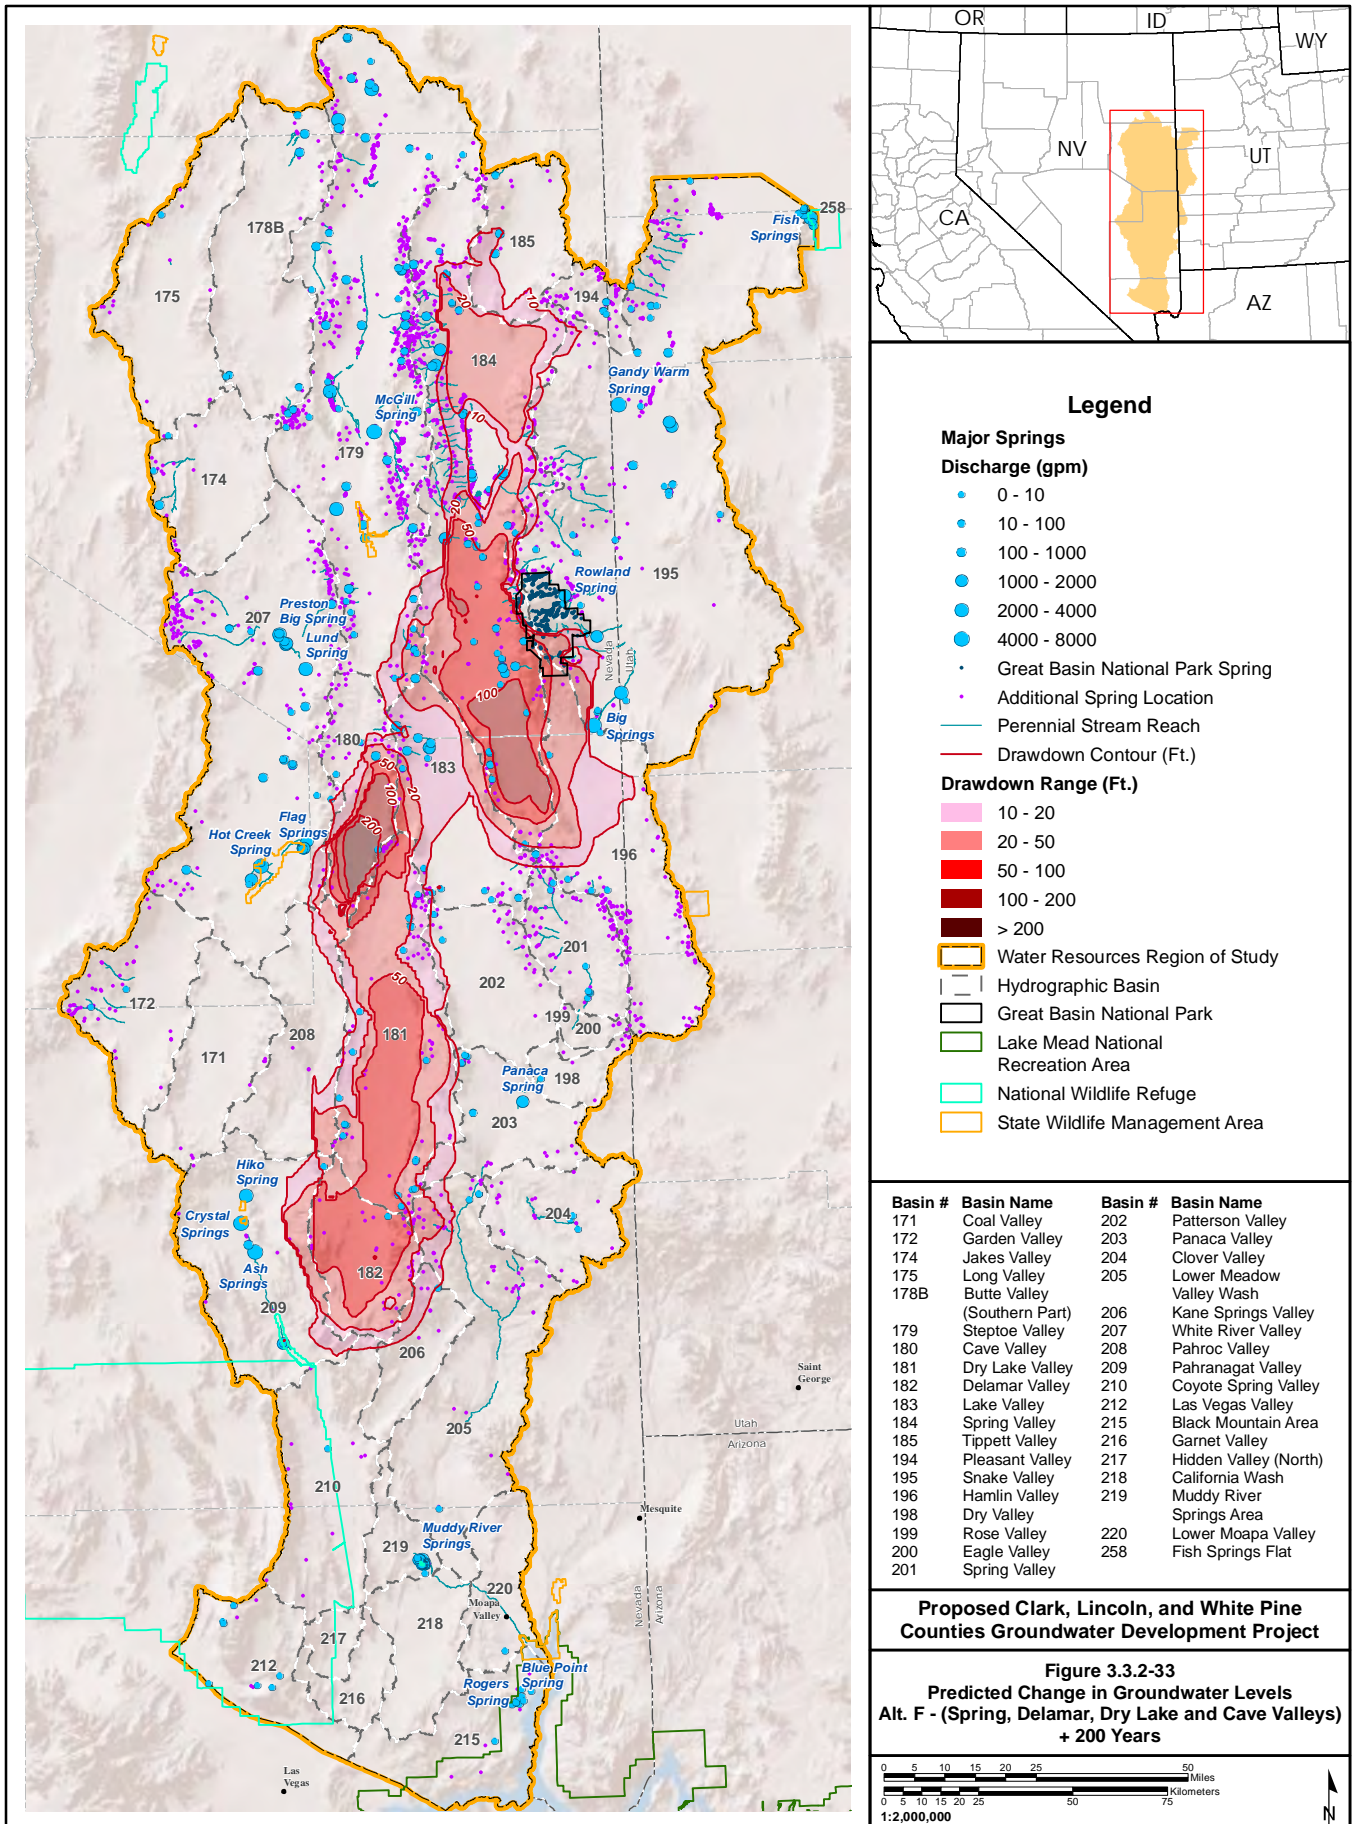 OR
ID
WY
NV
UT
CA
AZ
258
Fish
Springs
178B
185
175
194
184
20
10
Gandy Warm
Spring
McGill
Spring
10
179
174
20
50
Rowland
Spring
195
Preston
Big Spring
207
Lund
Spring
Nevada
Utah
100
Big
Springs
180
183
50
100
20
200
Flag
Springs
Hot Creek
Spring
196
201
202
50
172
199
200
181
208
171
Panaca
Spring
198
203
Hiko
Spring
Crystal
Springs
204
Ash
Springs
182
209
206
Saint
George
205
Utah
Arizona
210
Mesquite
Muddy River
Springs
219
220
Moapa
Valley
218
Nevada
Arizona
217
212
216
Blue Point
Spring
Rogers
Spring
215
Las
Vegas
Legend
Major Springs
Discharge (gpm)
0 - 10
10 - 100
100 - 1000
1000 - 2000
2000 - 4000
4000 - 8000
Great Basin National Park Spring
Additional Spring Location
Perennial Stream Reach
Drawdown Contour (Ft.)
Drawdown Range (Ft.)
10 - 20
20 - 50
50 - 100
100 - 200
> 200
Water Resources Region of Study
Hydrographic Basin
Great Basin National Park
Lake Mead National
Recreation Area
National Wildlife Refuge
State Wildlife Management Area
Basin # Basin Name Basin # Basin Name
171 Coal Valley 202 Patterson Valley
172 Garden Valley 203 Panaca Valley
174 Jakes Valley 204 Clover Valley
175 Long Valley 205 Lower Meadow
178B Butte Valley Valley Wash
(Southern Part) 206 Kane Springs Valley
179 Steptoe Valley 207 White River Valley
180 Cave Valley 208 Pahroc Valley
181 Dry Lake Valley 209 Pahranagat Valley
182 Delamar Valley 210 Coyote Spring Valley
183 Lake Valley 212 Las Vegas Valley
184 Spring Valley 215 Black Mountain Area
185 Tippett Valley 216 Garnet Valley
194 Pleasant Valley 217 Hidden Valley (North)
195 Snake Valley 218 California Wash
196 Hamlin Valley 219 Muddy River
198 Dry Valley Springs Area
199 Rose Valley 220 Lower Moapa Valley
200 Eagle Valley 258 Fish Springs Flat
201 Spring Valley
Proposed Clark, Lincoln, and White Pine
Counties Groundwater Development Project
Figure 3.3.2-33
Predicted Change in Groundwater Levels
Alt. F - (Spring, Delamar, Dry Lake and Cave Valleys)
+ 200 Years
0 5 10 15 20 25 50
Miles
Kilometers
0 5 10 15 20 25 50 75
1:2,000,000
N